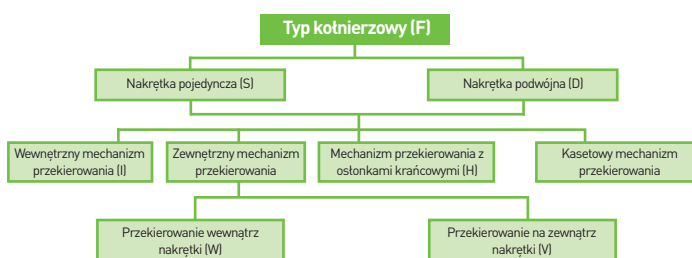 Typ kołnierzowy (F)
Nakrętka pojedyncza (S)
Nakrętka podwójna (D)
Wewnętrzny mechanizm
przekierowania (I)
Zewnętrzny mechanizm
przekierowania
Mechanizm przekierowania z
osłonkami krańcowymi (H)
Kasetowy mechanizm
przekierowania
Przekierowanie wewnątrz
nakrętki (W)
Przekierowanie na zewnątrz
nakrętki (V)